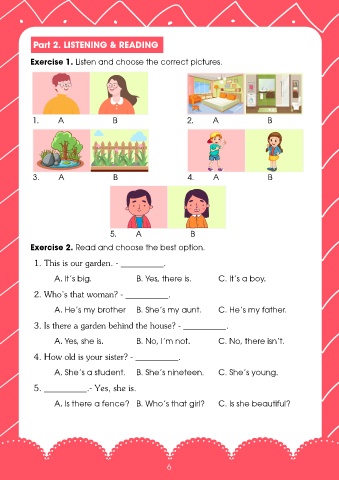 Part 2. LISTENING & READING
Exercise 1. Listen and choose the correct pictures.
1. A B 2. A B
3. A B 4. A B
5. A B
Exercise 2. Read and choose the best option.
1. This is our garden. - __________.
A. It's big. B. Yes, there is. C. It's a boy.
2. Who's that woman? - __________.
A. He's my brother B. She's my aunt. C. He's my father.
3. Is there a garden behind the house? - __________.
A. Yes, she is. B. No, I'm not. C. No, there isn't.
4. How old is your sister? - __________.
A. She's a student. B. She's nineteen. C. She's young.
5. __________.- Yes, she is.
A. Is there a fence? B. Who's that girl? C. Is she beautiful?
6